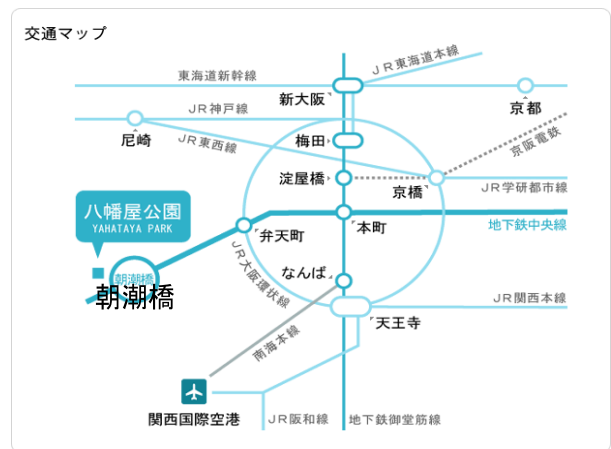 交通マップ
東海道新幹線
JR東海道本線
新大阪
京都
JR神戸線
尼崎
梅田
京阪電鉄
JR東西線
淀屋橋
京橋
JR学研都市線
八幡屋公園
YAHATAYA PARK
本町
地下鉄中央線
弁天町
朝潮橋
朝潮橋
JR大阪環状線
なんば
JR関西本線
天王寺
南海本線
関西国際空港
JR阪和線
地下鉄御堂筋線